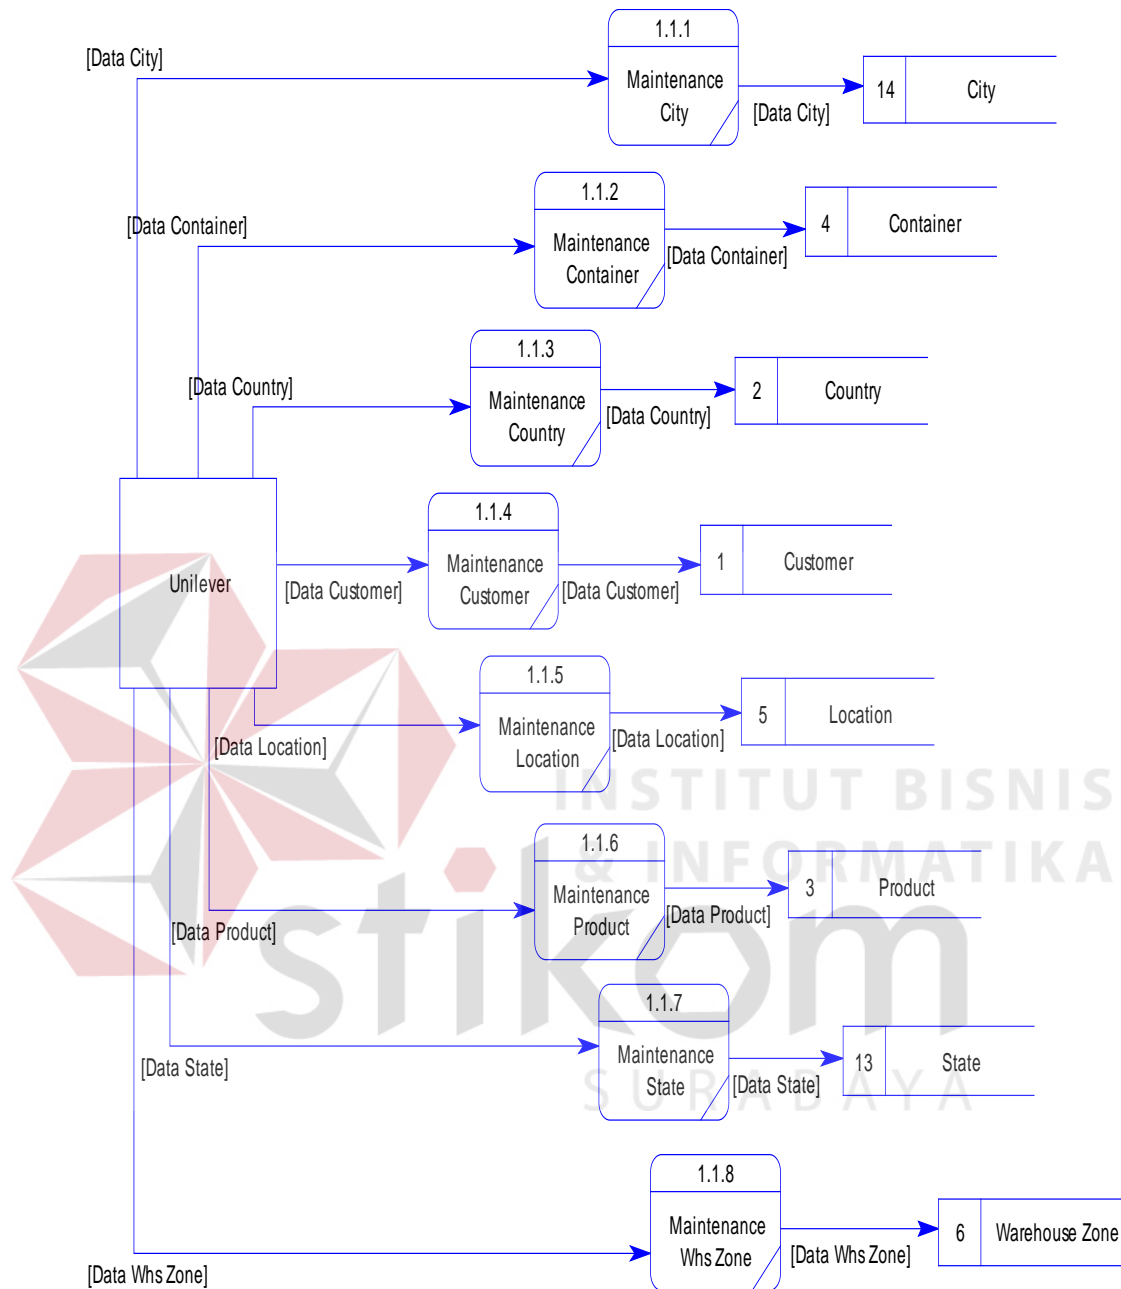 1.1.1
[Data City]
Maintenance
City
[Data City]
14
City
1.1.2
[Data Container]
Maintenance
Container
[Data Container]
4
Container
1.1.3
[Data Country]
Maintenance
Country
[Data Country]
2
Country
Unilever
1.1.4
[Data Customer]
Maintenance
Customer
[Data Customer]
1
Customer
1.1.5
[Data Location]
Maintenance
Location
[Data Location]
5
Location
INSTITUT BISNIS
& INFORMATIKA
stikom
SURABAYA
1.1.6
[Data Product]
Maintenance
Product
[Data Product]
3
Product
1.1.7
[Data State]
Maintenance
State
[Data State]
13
State
1.1.8
[Data Whs Zone]
Maintenance
Whs Zone
[Data Whs Zone]
6
Warehouse Zone